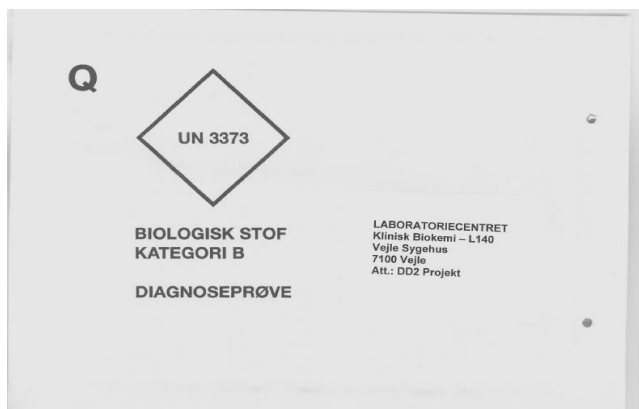 Q
UN 3373
BIOLOGISK STOF
KATEGORI B
DIAGNOSEPRØVE
LABORATORIECENTRET
Klinisk Biokemi – L140
Vejle Sygehus
7100 Vejle
Att.: DD2 Projekt